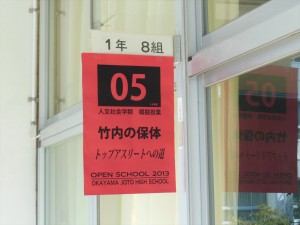 1年 8組
05
人文社会学院 模擬授業
竹内の保体
トップアスリートへの道
OPEN SCHOOL 2013
OKAYAMA JOTO HIGH SCHOOL